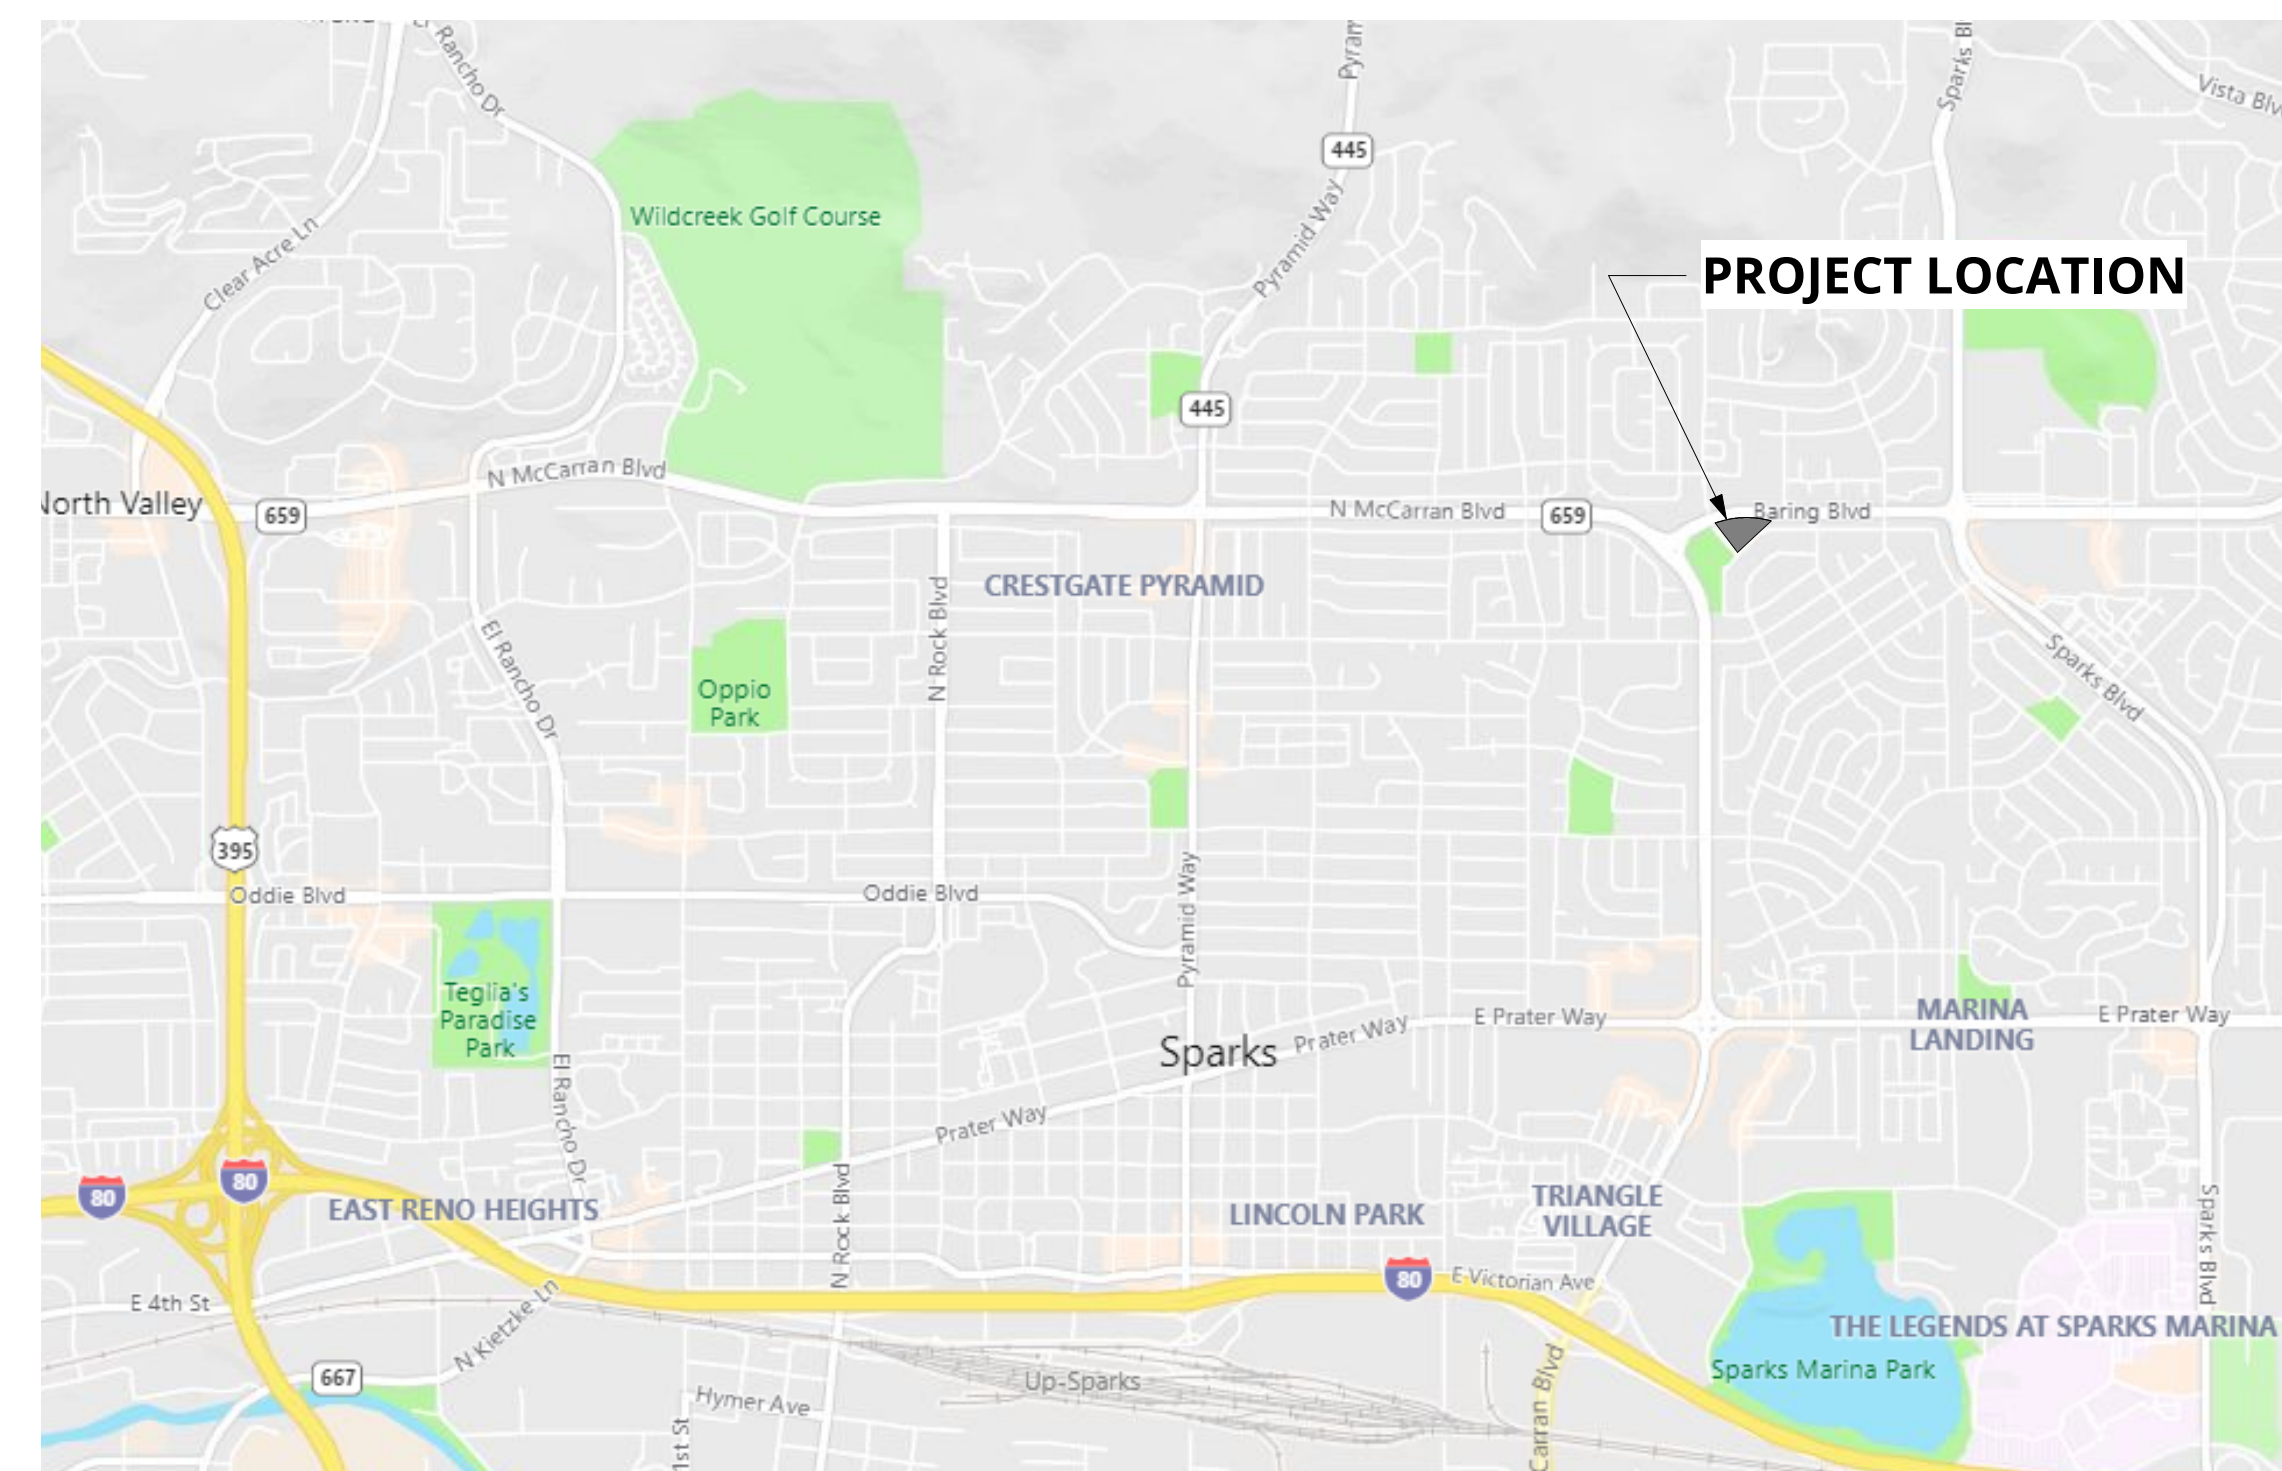 El Rancho Dr
Pyram
Sparks Bl
Vista Blv
445
Wildcreek Golf Course
Pyramid Way
Clear Acre Ln
PROJECT LOCATION
445
N McCarran Blvd
North Valley
659
N McCarran Blvd
659
Baring Blvd
CRESTGATE PYRAMID
N Rock Blvd
El Rancho Dr
Sparks Blvd
Oppio
Park
395
Oddie Blvd
Oddie Blvd
Pyramid Way
Teglia's
Paradise
Park
E Prater Way
Prater Way
Sparks
MARINA
LANDING
E Prater Way
El Rancho Dr
Prater Way
80
80
EAST RENO HEIGHTS
N Rock Blvd
LINCOLN PARK
TRIANGLE
VILLAGE
Sparks Blvd
80
E Victorian Ave
E 4th St
N Kietzke Ln
THE LEGENDS AT SPARKS MARINA
Sparks Marina Park
667
Up-Sparks
Hymer Ave
1st St
Carran Blvd